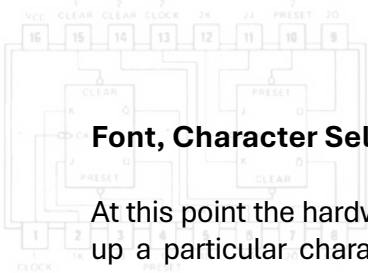 VCC CLEAR CLEAR CLOCK 2K 2J PRESET 2Q
16 15 14 13 12 11 10 9
CLEAR PRESET
K Q J Q
CK
J K
PRESET CLEAR
Font, Character Sel
At this point the hardw
1 2 3 4 5 6 7 8
up a particular chara
CLOCK 1K PRESET